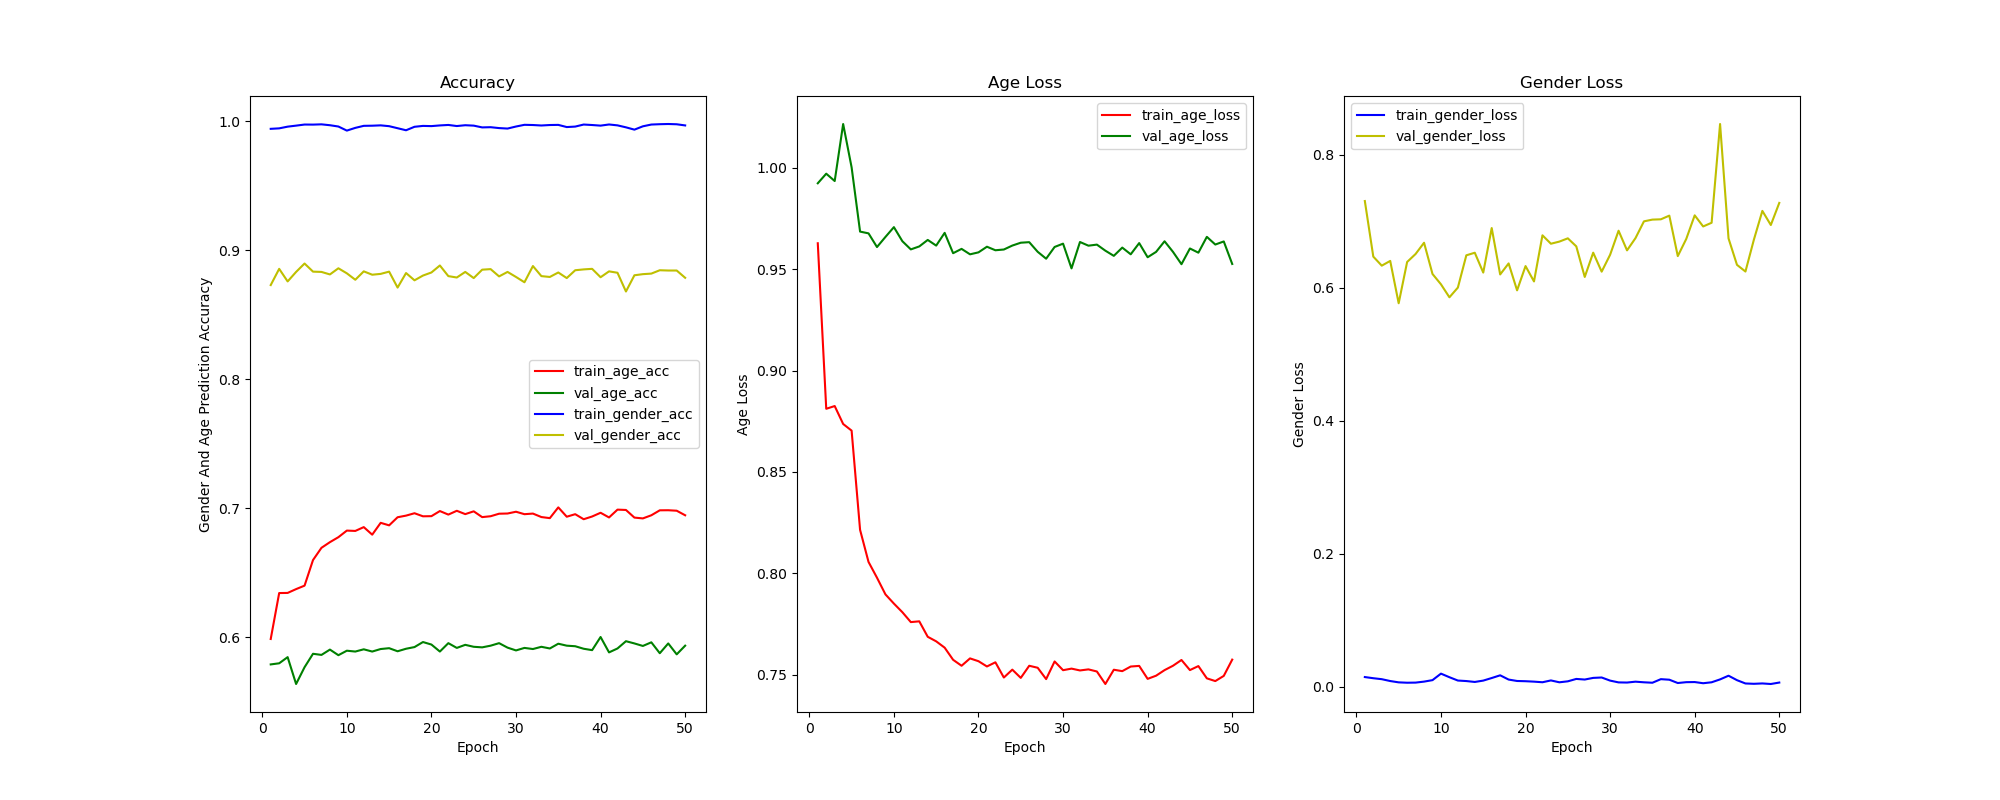 Accuracy
Gender And Age Prediction Accuracy
1.0
0.9
0.8
0.7
0.6
train_age_acc
val_age_acc
train_gender_acc
val_gender_acc
0 10 20 30 40 50
Epoch
Age Loss
Age Loss
1.00
0.95
0.90
0.85
0.80
0.75
train_age_loss
val_age_loss
0 10 20 30 40 50
Epoch
Gender Loss
Gender Loss
0.8
0.6
0.4
0.2
0.0
train_gender_loss
val_gender_loss
0 10 20 30 40 50
Epoch